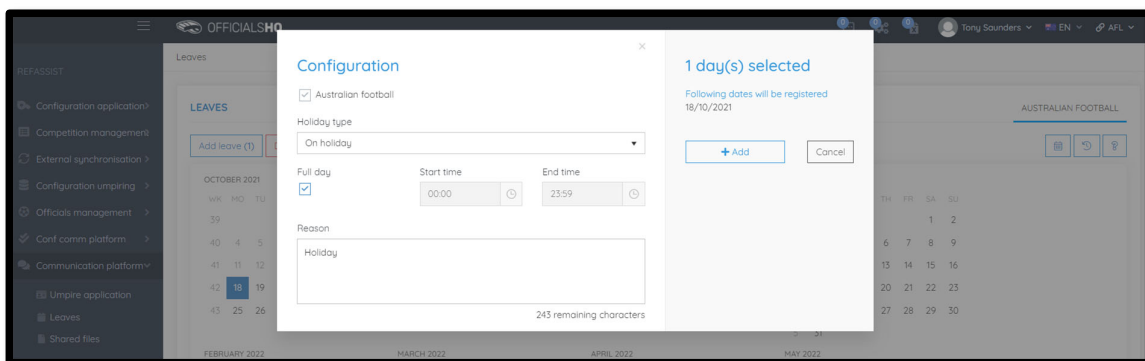 OFFICIALSHQ
0
0
0
Tony Saunders
EN
AFL
REFASSIST
Leaves
Configuration application
Competition management
External synchronisation
Configuration umpiring
Officials management
Conf comm platform
Communication platform
Umpire application
Leaves
Shared files
LEAVES
AUSTRALIAN FOOTBALL
Add leave (1)
OCTOBER 2021
WK MO TU
39
40 4 5
41 11 12
42 18 19
43 25 26
Configuration
Australian football
Holiday type
On holiday
Full day Start time End time
00:00 23:59
Reason
Holiday
243 remaining characters
1 day(s) selected
Following dates will be registered
18/10/2021
+ Add Cancel
TH FR SA SU
1 2
6 7 8 9
13 14 15 16
20 21 22 23
27 28 29 30
31
FEBRUARY 2022 MARCH 2022 APRIL 2022 MAY 2022